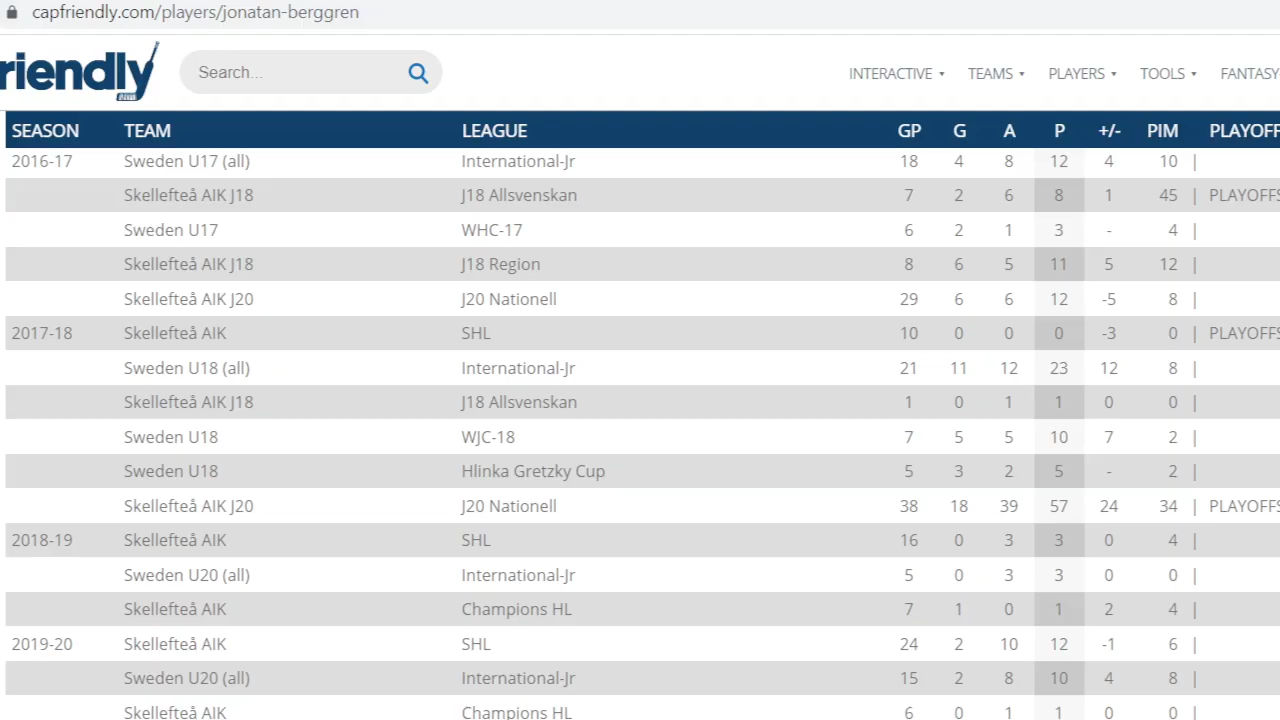 capfriendly.com/players/jonatan-berggren
riendly Search... INTERACTIVE TEAMS PLAYERS TOOLS FANTASY
SEASON TEAM LEAGUE GP G A P +/- PIM PLAYOFF
2016-17 Sweden U17 (all) International-Jr 18 4 8 12 4 10 |
Skellefteå AIK J18 J18 Allsvenskan 7 2 6 8 1 45 | PLAYOFFS
Sweden U17 WHC-17 6 2 1 3 - 4 |
Skellefteå AIK J18 J18 Region 8 6 5 11 5 12 |
Skellefteå AIK J20 J20 Nationell 29 6 6 12 -5 8 |
2017-18 Skellefteå AIK SHL 10 0 0 0 -3 0 | PLAYOFFS
Sweden U18 (all) International-Jr 21 11 12 23 12 8 |
Skellefteå AIK J18 J18 Allsvenskan 1 0 1 1 0 0 |
Sweden U18 WJC-18 7 5 5 10 7 2 |
Sweden U18 Hlinka Gretzky Cup 5 3 2 5 - 2 |
Skellefteå AIK J20 J20 Nationell 38 18 39 57 24 34 | PLAYOFFS
2018-19 Skellefteå AIK SHL 16 0 3 3 0 4 |
Sweden U20 (all) International-Jr 5 0 3 3 0 0 |
Skellefteå AIK Champions HL 7 1 0 1 2 4 |
2019-20 Skellefteå AIK SHL 24 2 10 12 -1 6 |
Sweden U20 (all) International-Jr 15 2 8 10 4 8 |
Skellefteå AIK Champions HL 6 0 1 1 0 0 |